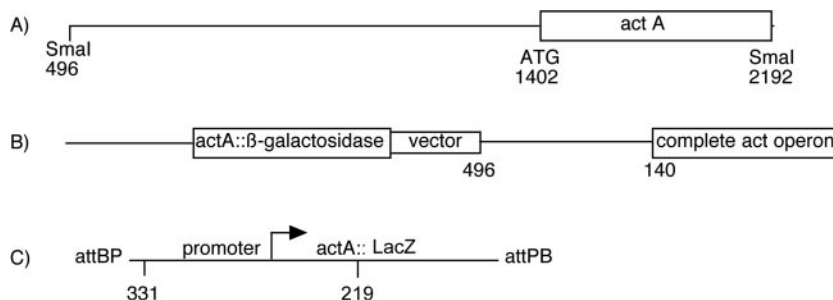 A) act A
SmaI ATG SmaI
496 1402 2192
B) actA::ß-galactosidase vector complete act operon
496 140
C) attBP promoter actA:: LacZ attPB
331 219